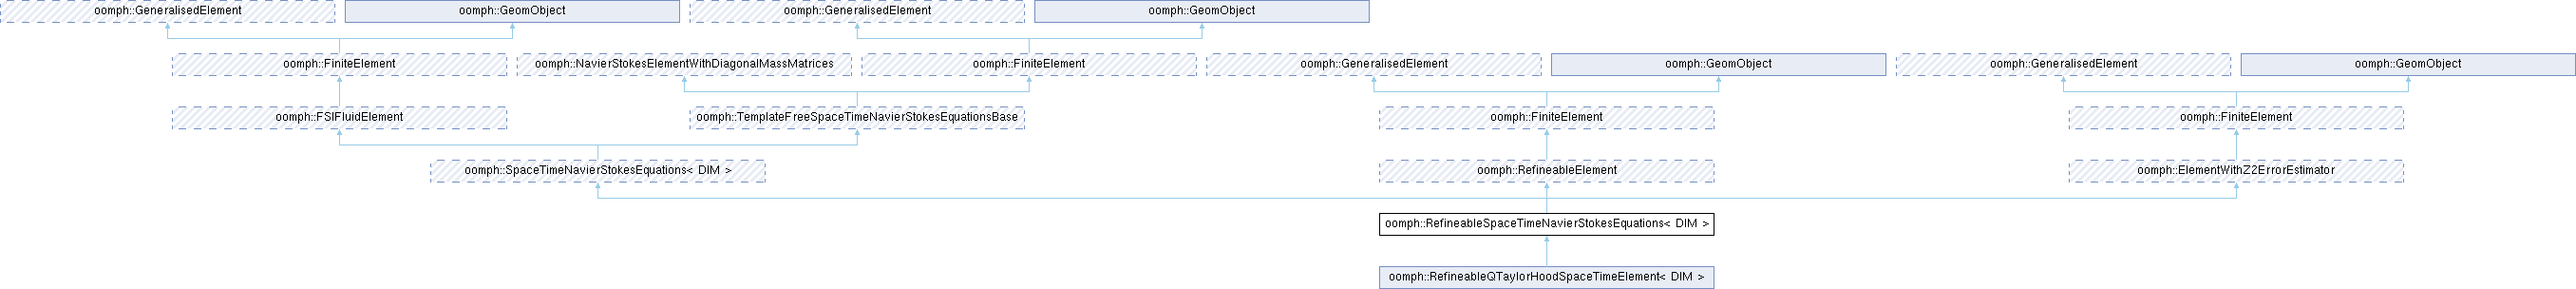 oomph::GeneralisedElement
oomph::GeomObject
oomph::GeneralisedElement
oomph::GeomObject
oomph::FiniteElement
oomph::NavierStokesElementWithDiagonalMassMatrices
oomph::FiniteElement
oomph::GeneralisedElement
oomph::GeomObject
oomph::GeneralisedElement
oomph::GeomObject
oomph::FSIFluidElement
oomph::TemplateFreeSpaceTimeNavierStokesEquationsBase
oomph::FiniteElement
oomph::FiniteElement
oomph::SpaceTimeNavierStokesEquations< DIM >
oomph::RefineableElement
oomph::ElementWithZ2ErrorEstimator
oomph::RefineableSpaceTimeNavierStokesEquations< DIM >
oomph::RefineableQTaylorHoodSpaceTimeElement< DIM >